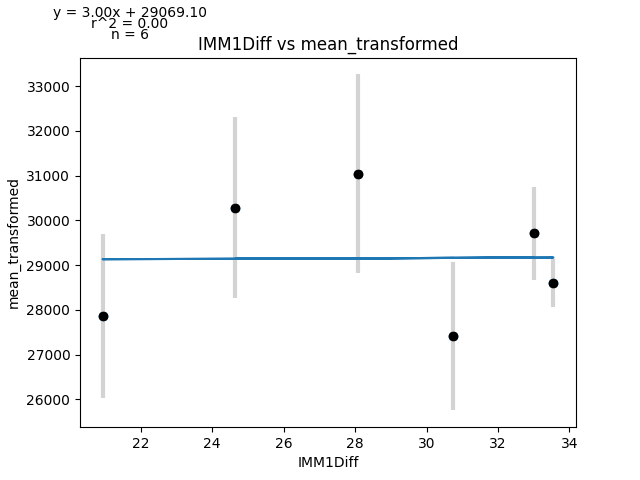 y = 3.00x + 29069.10
r^2 = 0.00
n = 6
IMM1Diff vs mean_transformed
33000
32000
31000
30000
29000
28000
27000
26000
mean_transformed
22 24 26 28 30 32 34
IMM1Diff